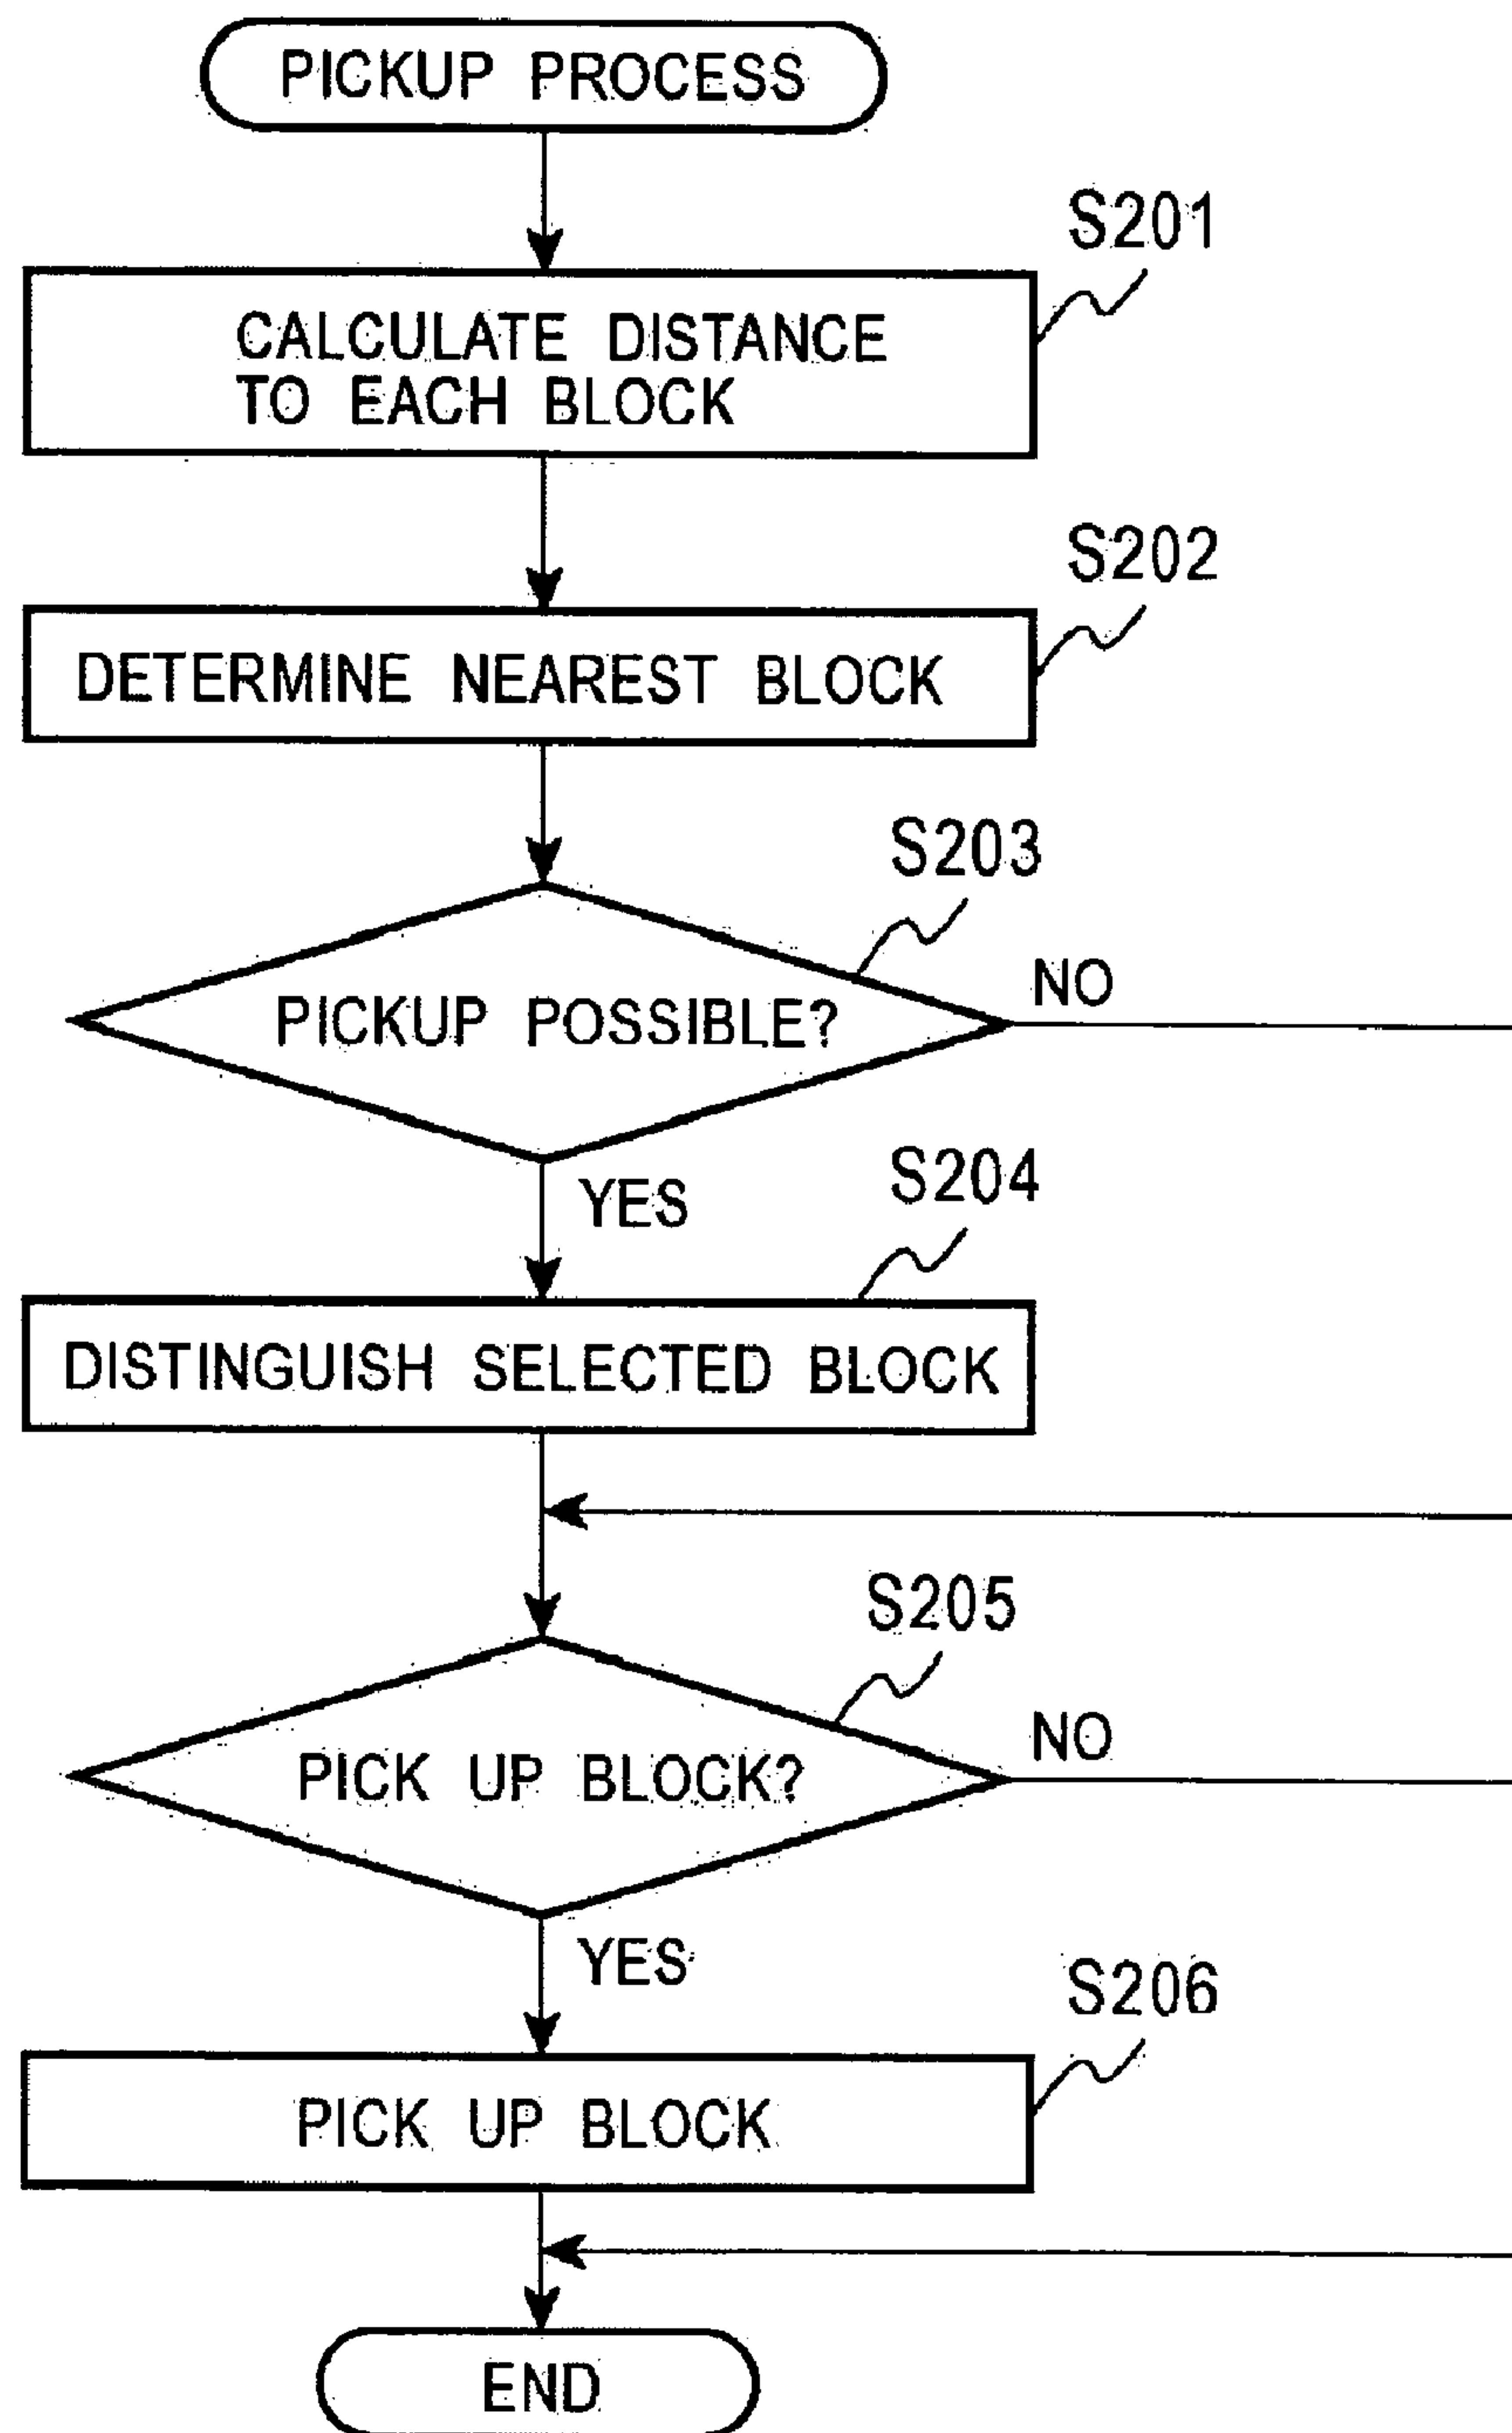 PICKUP PROCESS
S201
CALCULATE DISTANCE
TO EACH BLOCK
S202
DETERMINE NEAREST BLOCK
S203
PICKUP POSSIBLE?
NO
YES
S204
DISTINGUISH SELECTED BLOCK
S205
PICK UP BLOCK?
NO
YES
S206
PICK UP BLOCK
END